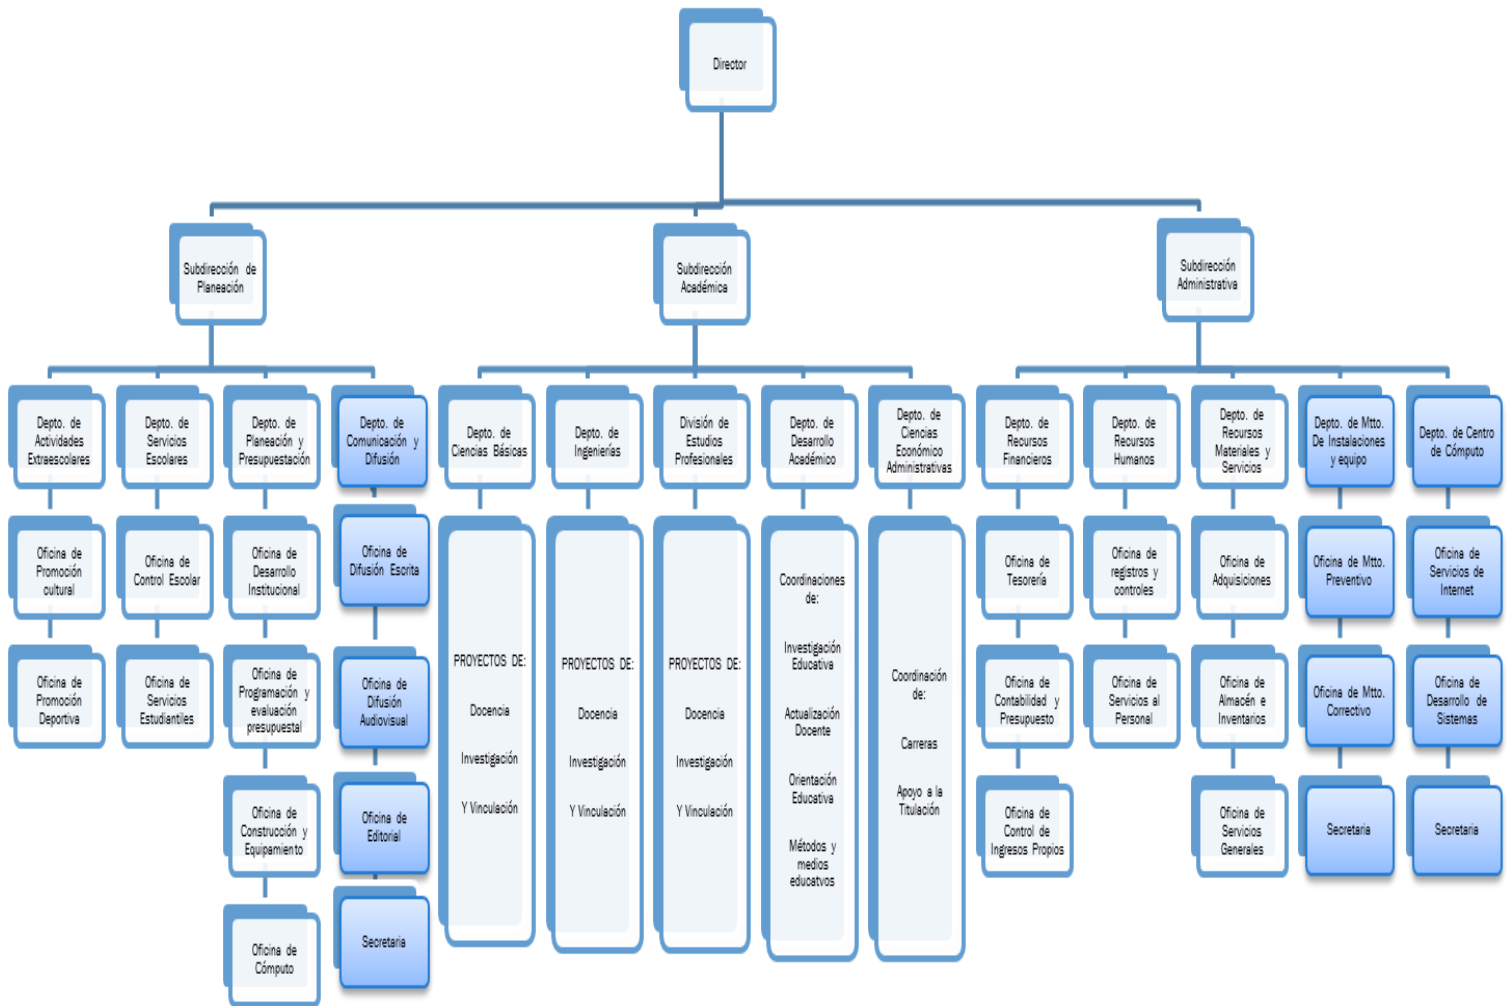 Director
Subdirección de
Planeación
Subdirección
Académica
Subdirección
Administrativa
Depto. de
Actividades
Extraescolares
Depto. de
Servicios
Escolares
Depto. de
Planeación y
Presupuestación
Depto. de
Comunicación y
Difusión
Depto. de
Ciencias Básicas
Depto. de
Ingenierías
División de
Estudios
Profesionales
Depto. de
Desarrollo
Académico
Depto. de
Ciencias
Económico
Administrativas
Depto. de
Recursos
Financieros
Depto. de
Recursos
Humanos
Depto. de
Recursos
Materiales y
Servicios
Depto. de Mtto.
De Instalaciones
y equipo
Depto. de Centro
de Cómputo
Oficina de
Promoción
cultural
Oficina de
Promoción
Deportiva
Oficina de
Control Escolar
Oficina de
Servicios
Estudiantiles
Oficina de
Desarrollo
Institucional
Oficina de
Programación y
evaluación
presupuestal
Oficina de
Construcción y
Equipamiento
Oficina de
Cómputo
Oficina de
Difusión Escrita
Oficina de
Difusión
Audiovisual
Oficina de
Editorial
Secretaria
PROYECTOS DE:
Docencia
Investigación
Y Vinculación
PROYECTOS DE:
Docencia
Investigación
Y Vinculación
PROYECTOS DE:
Docencia
Investigación
Y Vinculación
Coordinaciones
de:
Investigación
Educativa
Actualización
Docente
Orientación
Educativa
Métodos y
medios
educatvos
Coordinación
de:
Carreras
Apoyo a la
Titulación
Oficina de
Tesorería
Oficina de
Contabilidad y
Presupuesto
Oficina de
Control de
Ingresos Propios
Oficina de
registros y
controles
Oficina de
Servicios al
Personal
Oficina de
Adquisiciones
Oficina de
Almacén e
Inventarios
Oficina de
Servicios
Generales
Oficina de Mtto.
Preventivo
Oficina de Mtto.
Correctivo
Secretaria
Oficina de
Servicios de
Internet
Oficina de
Desarrollo de
Sistemas
Secretaria